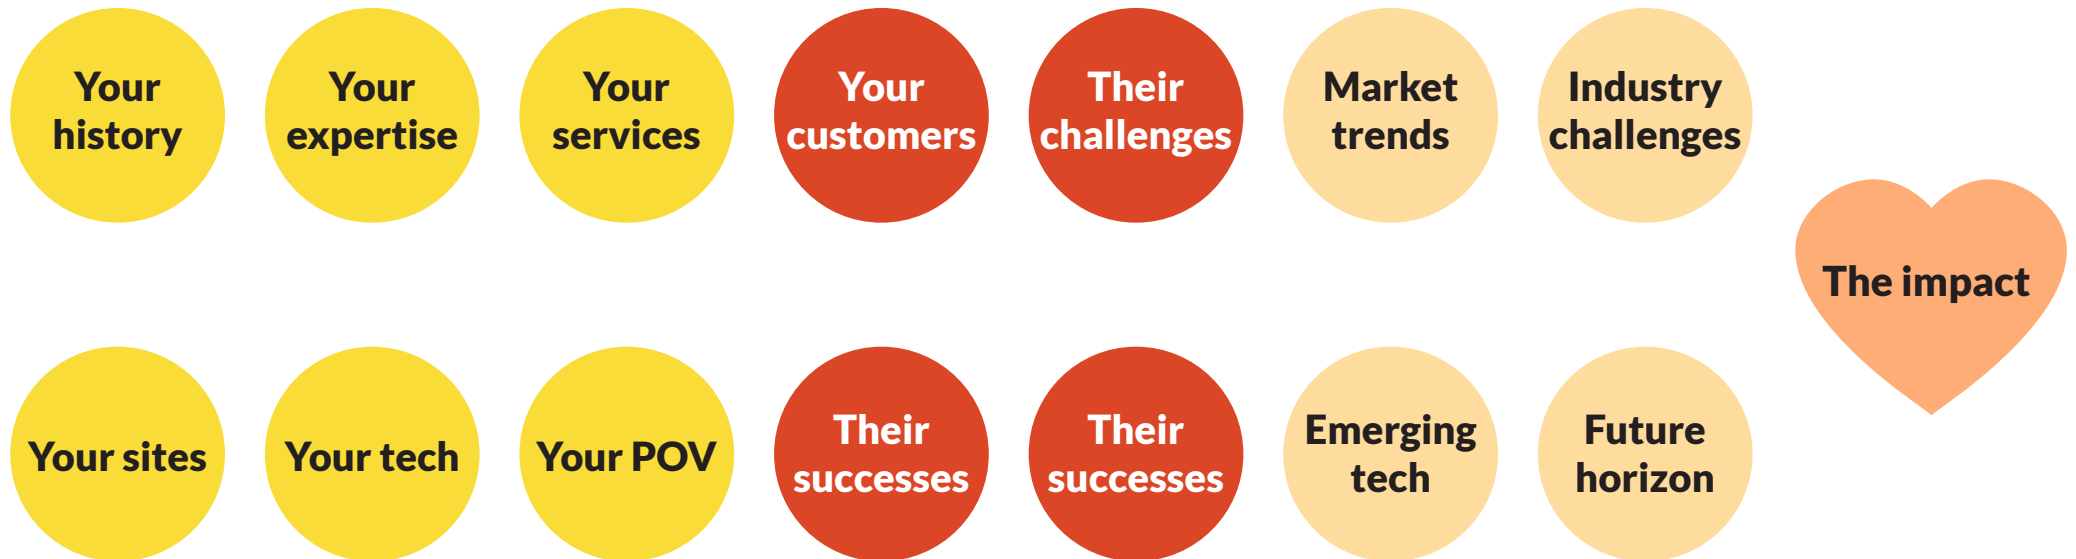 Your
history
Your
expertise
Your
services
Your
customers
Their
challenges
Market
trends
Industry
challenges
The impact
Your sites
Your tech
Your POV
Their
successes
Their
successes
Emerging
tech
Future
horizon